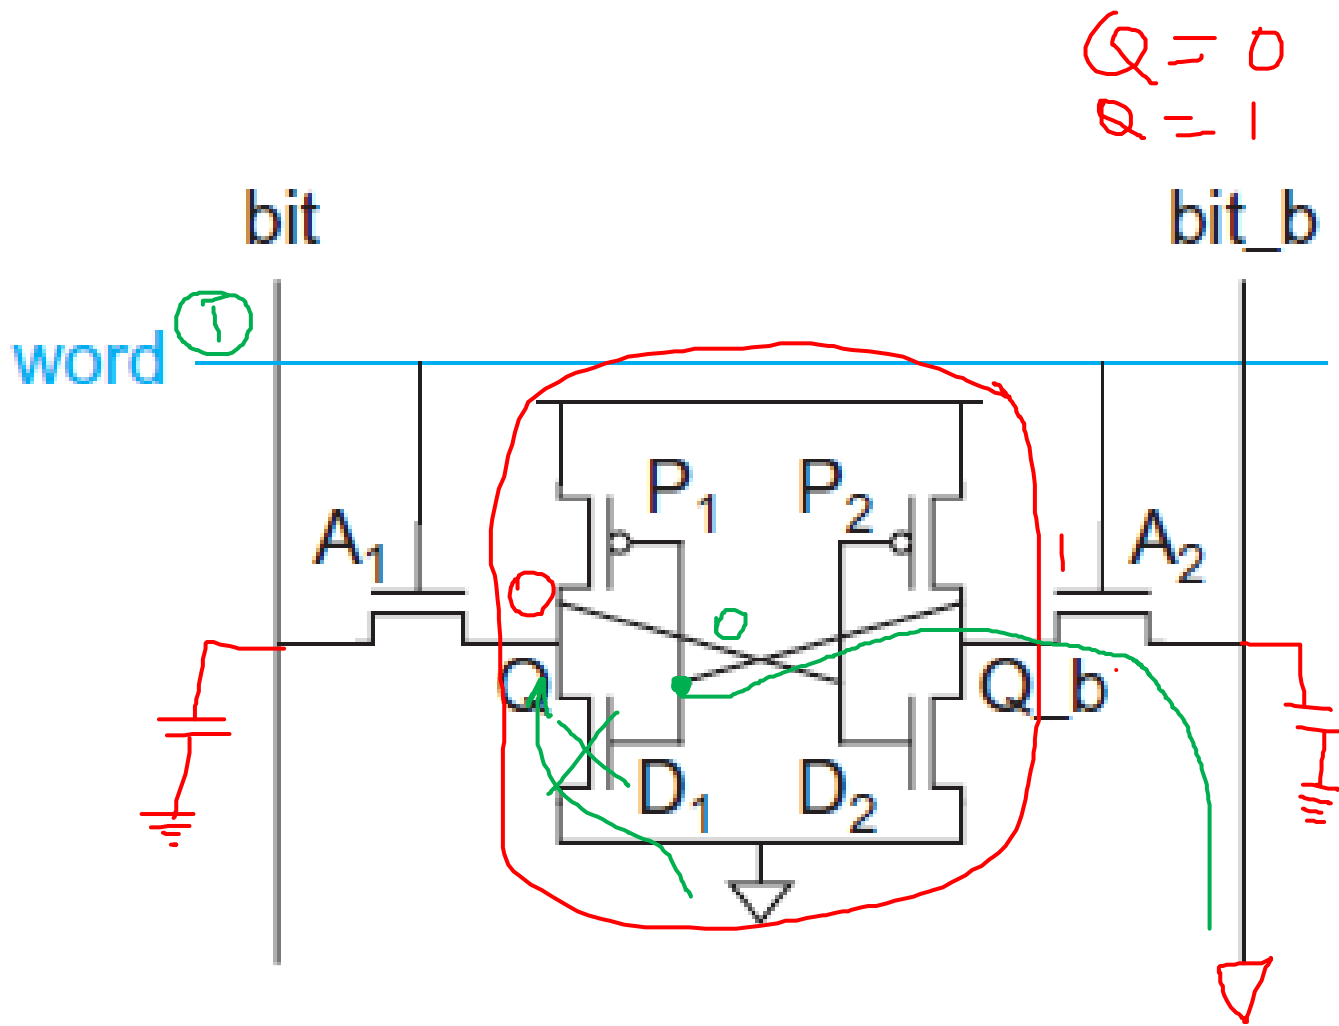 Q = 0
Q = 1
bit bit_b
word 1
P1 P2
A1 1 A2
0 0
Q Q_b
D1 D2